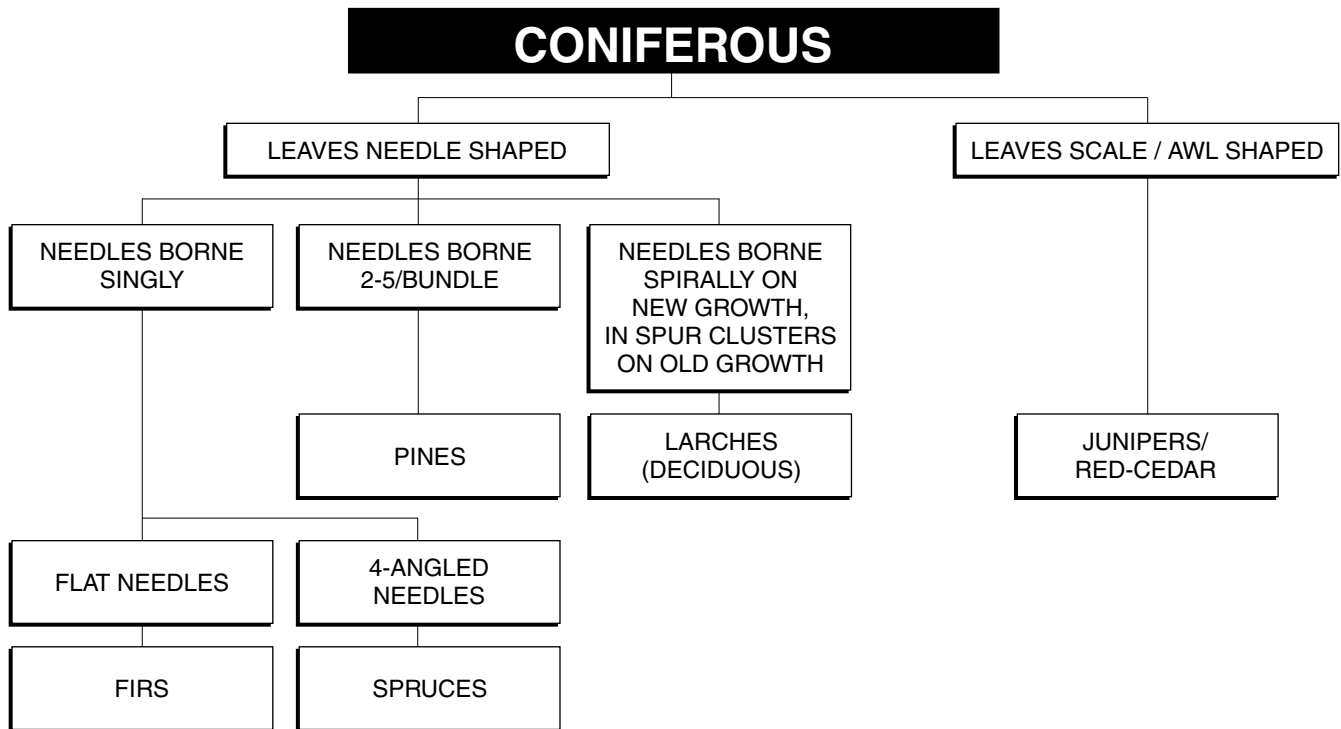 CONIFEROUS
LEAVES NEEDLE SHAPED
LEAVES SCALE / AWL SHAPED
NEEDLES BORNE
SINGLY
NEEDLES BORNE
2-5/BUNDLE
NEEDLES BORNE
SPIRALLY ON
NEW GROWTH,
IN SPUR CLUSTERS
ON OLD GROWTH
PINES
LARCHES
(DECIDUOUS)
JUNIPERS/
RED-CEDAR
FLAT NEEDLES
4-ANGLED
NEEDLES
FIRS
SPRUCES